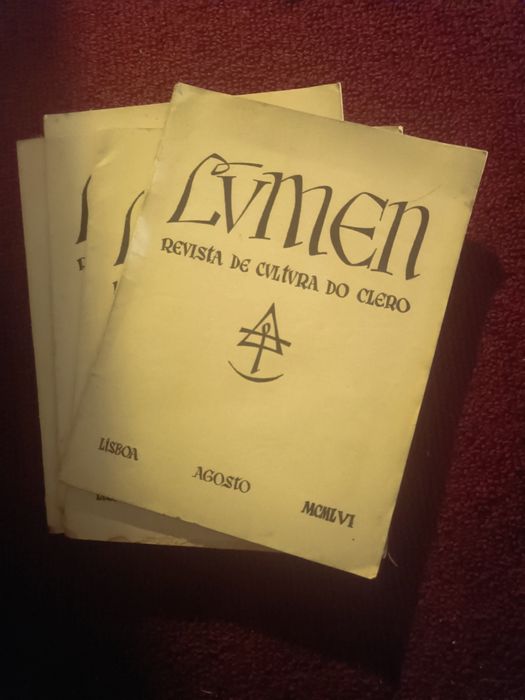 LVMEN
REVISTA DE CVLTVRA DO CLERO
LISBOA
AGOSTO
MCMLVI